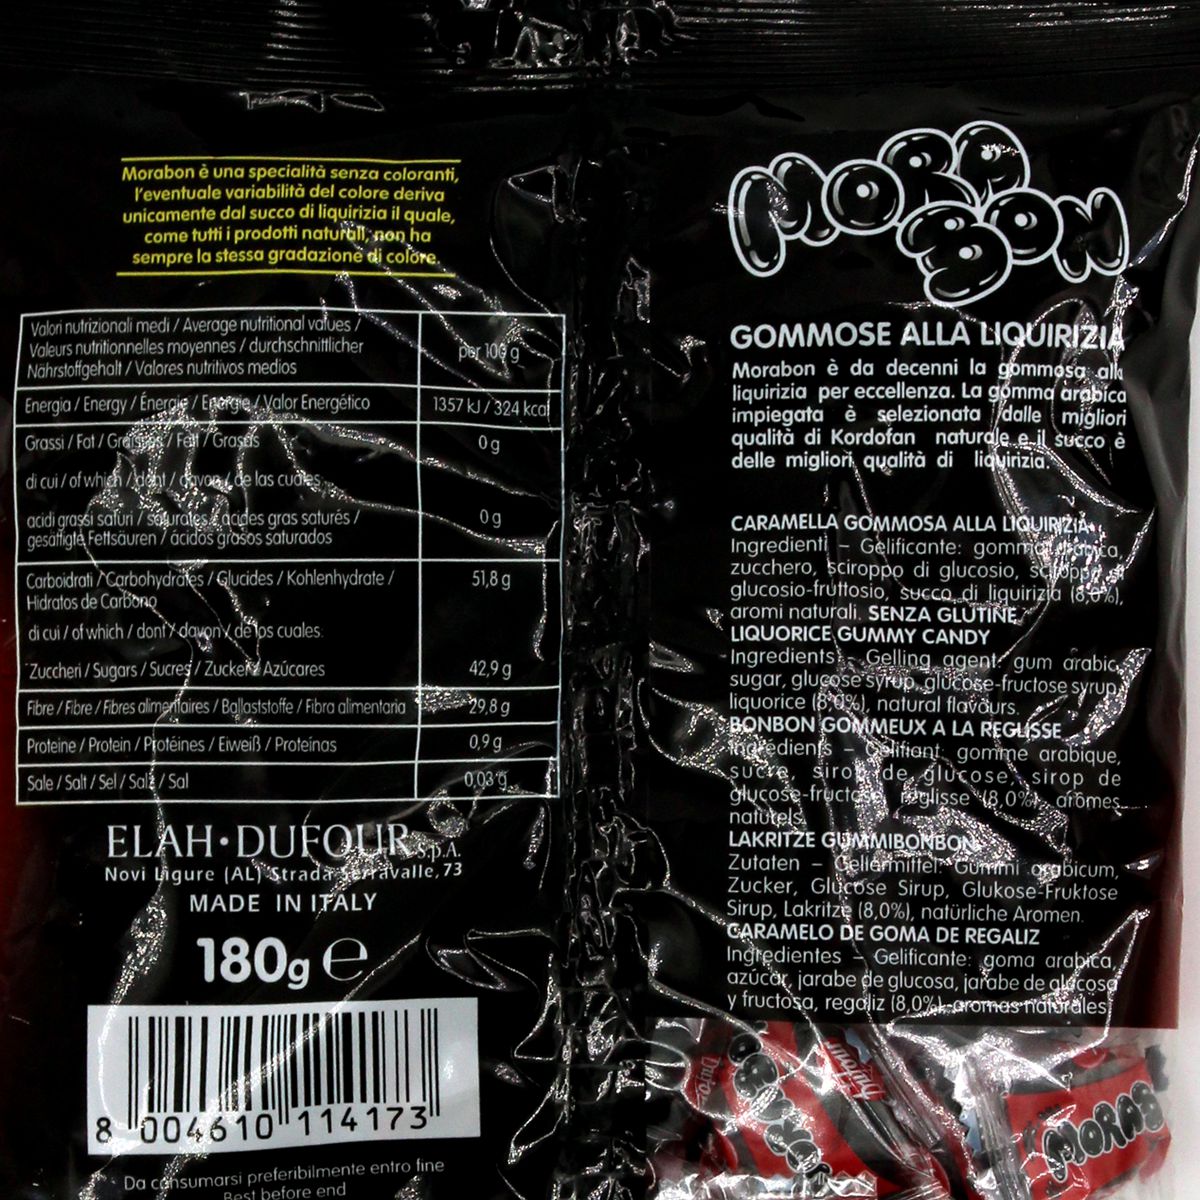 Morabon è una specialità senza coloranti,
l'eventuale variabilità del colore deriva
unicamente dal succo di liquirizia il quale,
come tutti i prodotti naturali, non ha
sempre la stessa gradazione di colore.
Valori nutrizionali medi / Average nutritional values /
Valeurs nutritionnelles moyennes / durchschnittlicher
Nährstoffgehalt / Valores nutritivos medios
per 100 g
Energia / Energy / Énergie / Energie / Valor Energético
1357 kJ / 324 kcal
Grassi / Fat / Graisses / Fett / Grasas
0 g
di cui / of which / dont / davon / de las cuales
acidi grassi saturi / saturates / acides gras saturés /
gesättigte Fettsäuren / ácidos grasos saturados
0 g
Carboidrati / Carbohydrates / Glucides / Kohlenhydrate /
Hidratos de Carbono
51,8 g
di cui / of which / dont / davon / de los cuales:
Zuccheri / Sugars / Sucres / Zucker / Azúcares
42,9 g
Fibre / Fibre / Fibres alimentaires / Ballaststoffe / Fibra alimentaria
29,8 g
Proteine / Protein / Protéines / Eiweiß / Proteínas
0,9 g
Sale / Salt / Sel / Salz / Sal
0,03 g
ELAH·DUFOUR S.p.A.
Novi Ligure (AL) Strada Serravalle, 73
MADE IN ITALY
180g e
8 004610 114173
Da consumarsi preferibilmente entro fine
Best before end
MORA
BON
GOMMOSE ALLA LIQUIRIZIA
Morabon è da decenni la gommosa alla
liquirizia per eccellenza. La gomma arabica
impiegata è selezionata dalle migliori
qualità di Kordofan naturale e il succo è
delle migliori qualità di liquirizia.
CARAMELLA GOMMOSA ALLA LIQUIRIZIA
Ingredienti – Gelificante: gomma arabica,
zucchero, sciroppo di glucosio, sciroppo di
glucosio-fruttosio, succo di liquirizia (8,0%),
aromi naturali. SENZA GLUTINE
LIQUORICE GUMMY CANDY
Ingredients – Gelling agent: gum arabic,
sugar, glucose syrup, glucose-fructose syrup,
liquorice (8,0%), natural flavours.
BONBON GOMMEUX A LA REGLISSE
Ingredients – Gélifiant: gomme arabique,
sucre, sirop de glucose, sirop de
glucose-fructose, réglisse (8,0%), arômes
naturels.
LAKRITZE GUMMIBONBON
Zutaten – Geliermittel: Gummi arabicum,
Zucker, Glucose Sirup, Glukose-Fruktose
Sirup, Lakritze (8,0%), natürliche Aromen.
CARAMELO DE GOMA DE REGALIZ
Ingredientes – Gelificante: goma arabica,
azúcar, jarabe de glucosa, jarabe de glucosa
y fructosa, regaliz (8,0%), aromas naturales
Dufour
MORAB